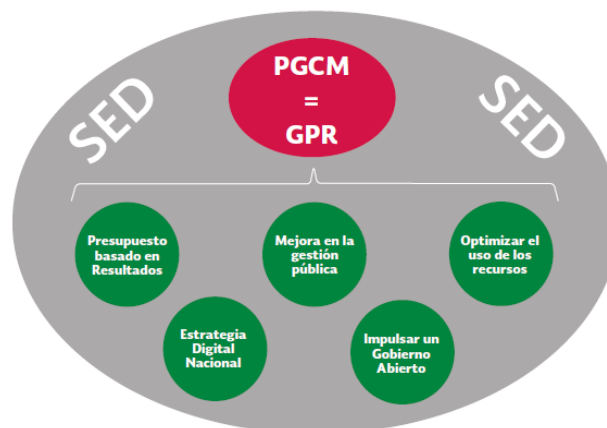 PGCM
=
GPR
SED
SED
Presupuesto
basado en
Resultados
Mejora en la
gestión
pública
Optimizar el
uso de los
recursos
Estrategia
Digital
Nacional
Impulsar un
Gobierno
Abierto